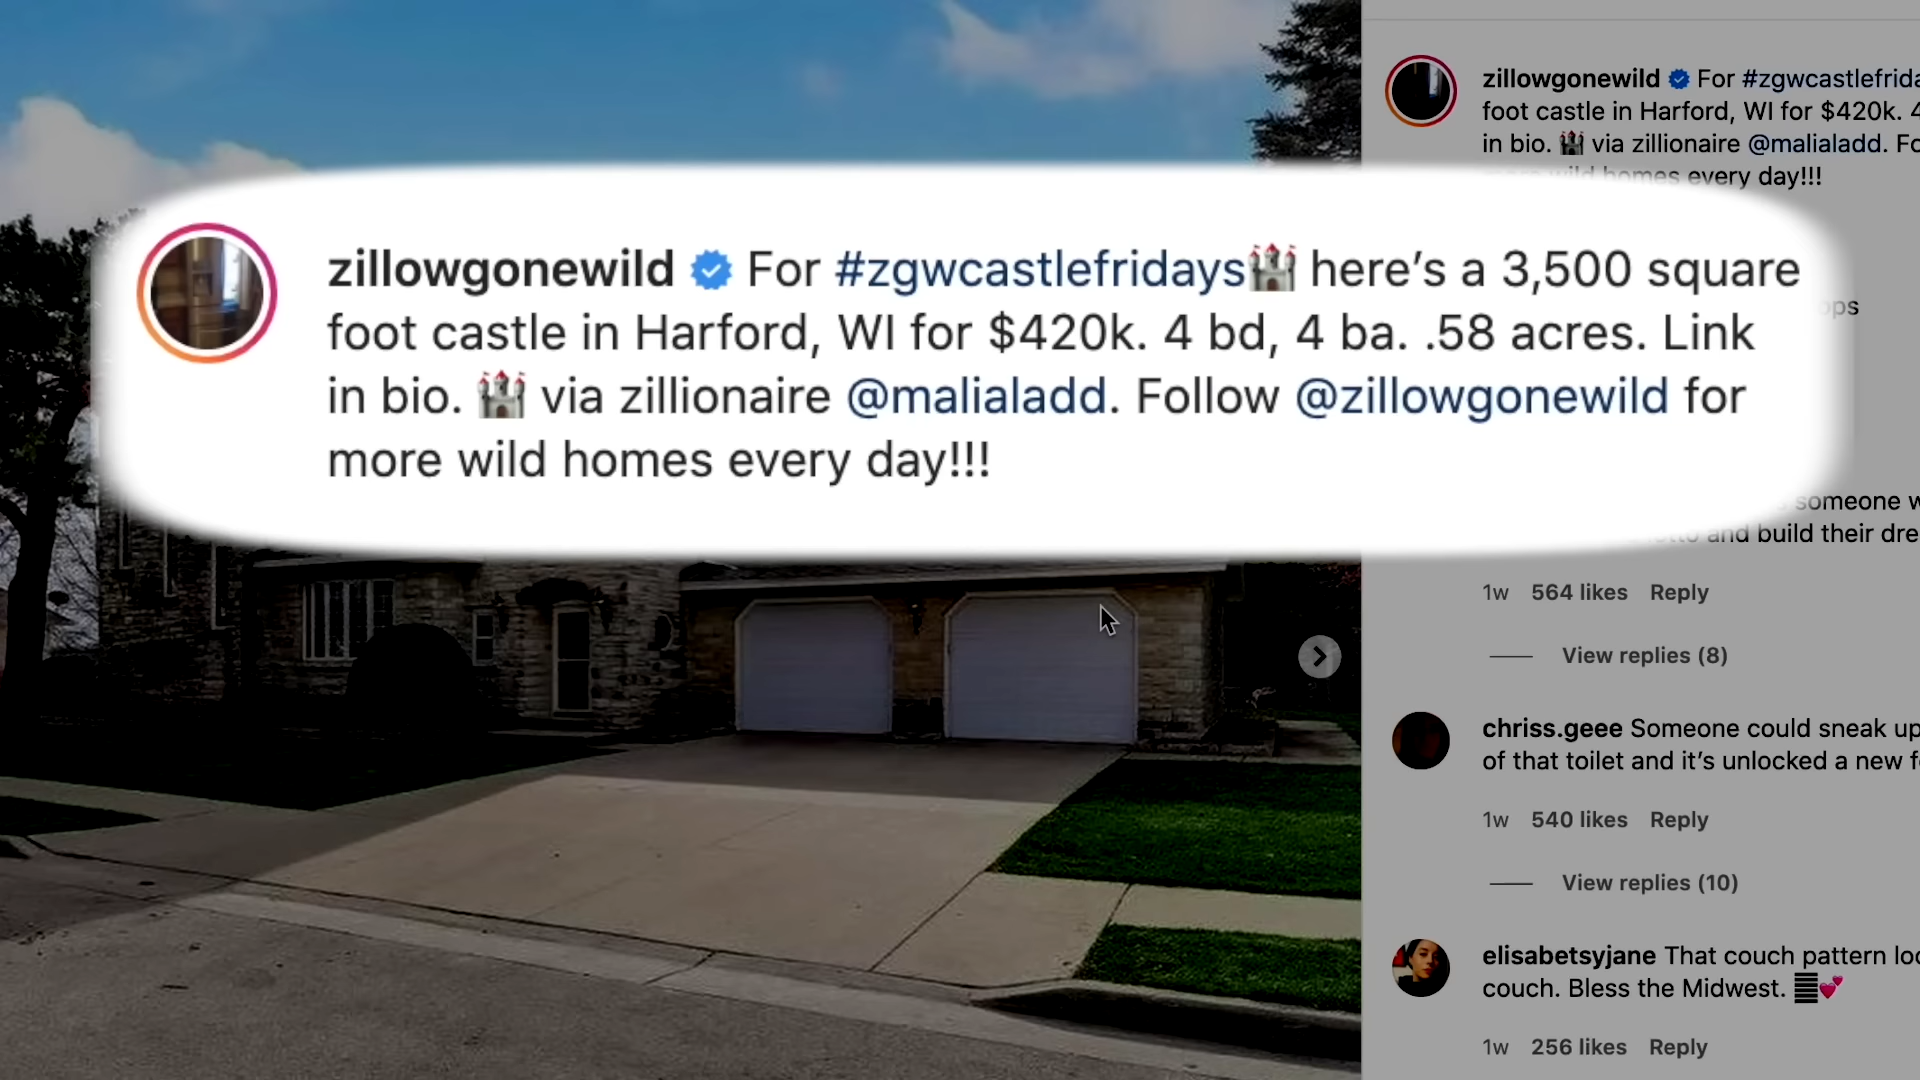 zillowgonewild For #zgwcastlefridays🏰 here’s a 3,500 square
foot castle in Harford, WI for $420k. 4 bd, 4 ba. .58 acres. Link
in bio. 🏰 via zillionaire @malialadd. Follow @zillowgonewild for
more wild homes every day!!!
zillowgonewild For
foot castle in Harford, WI for $420k.
in bio. 🏰 via zillionaire @malialadd.
more wild homes every day!!!
someone
and build their
1w 564 likes Reply
View replies (8)
chriss.geee Someone could sneak up
of that toilet and it’s unlocked a new
1w 540 likes Reply
View replies (10)
elisabetsyjane That couch pattern
couch. Bless the Midwest. 💕
1w 256 likes Reply